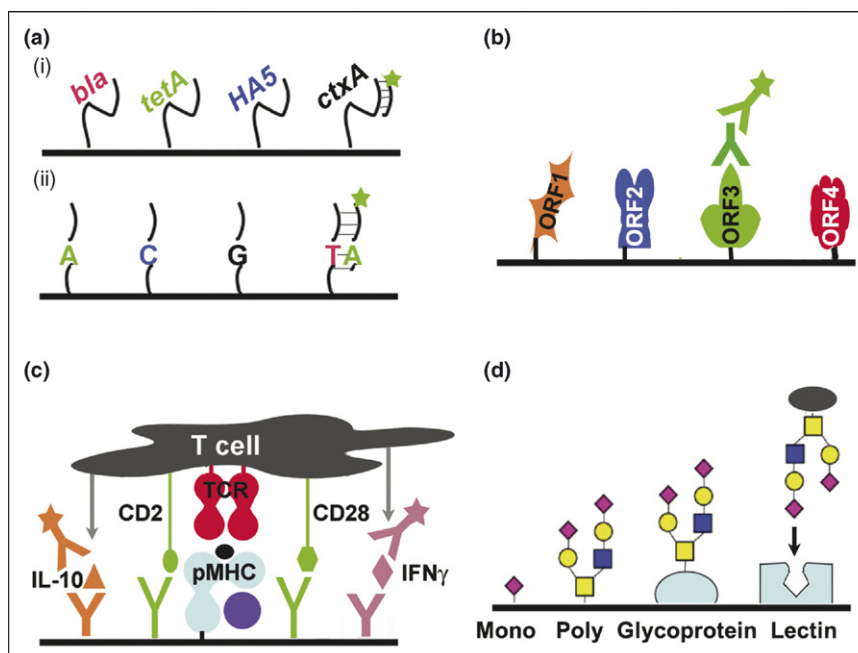 (a)
(i)
bla tetA HA5 ctxA
(ii)
A C G T A
(b)
ORF1 ORF2 ORF3 ORF4
(c)
T cell
TCR
CD2 CD28
pMHC
IL-10 IFNγ
(d)
Mono Poly Glycoprotein Lectin